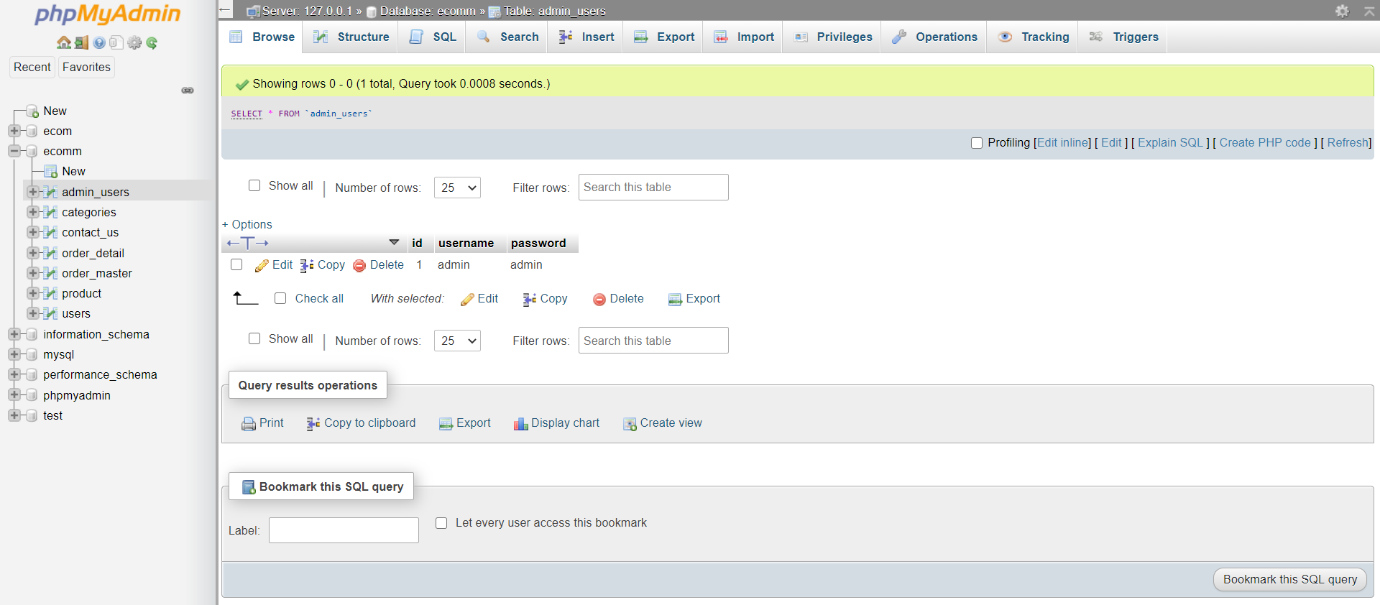 phpMyAdmin
Recent Favorites
New
ecom
ecomm
New
admin_users
categories
contact_us
order_detail
order_master
product
users
information_schema
mysql
performance_schema
phpmyadmin
test
Server: 127.0.0.1 » Database: ecomm » Table: admin_users
Browse Structure SQL Search Insert Export Import Privileges Operations Tracking Triggers
Showing rows 0 - 0 (1 total, Query took 0.0008 seconds.)
SELECT * FROM `admin_users`
Profiling [Edit inline] [ Edit ] [ Explain SQL ] [ Create PHP code ] [ Refresh]
Show all | Number of rows: 25 Filter rows: Search this table
+ Options
←T→ id username password
Edit Copy Delete 1 admin admin
Check all With selected: Edit Copy Delete Export
Show all | Number of rows: 25 Filter rows: Search this table
Query results operations
Print Copy to clipboard Export Display chart Create view
Bookmark this SQL query
Label: Let every user access this bookmark
Bookmark this SQL query